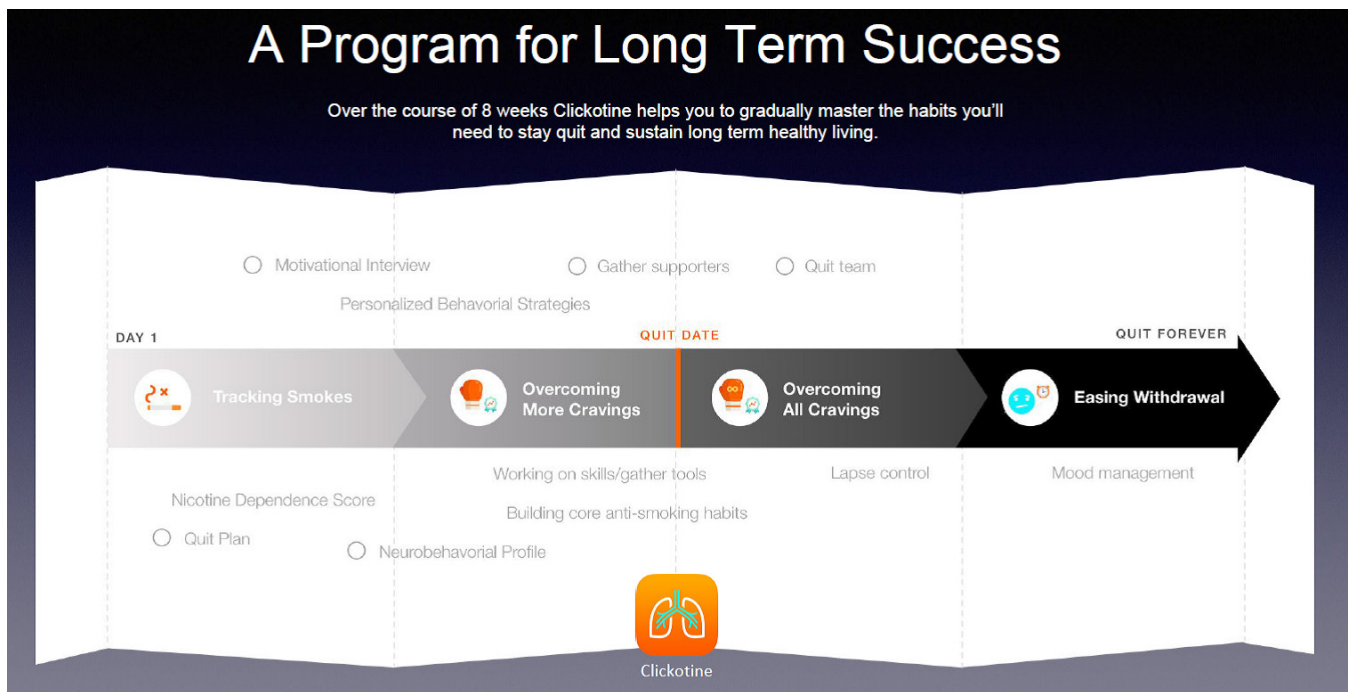 A Program for Long Term Success
Over the course of 8 weeks Clickotine helps you to gradually master the habits you'll
need to stay quit and sustain long term healthy living.
Motivational Interview
Gather supporters
Quit team
Personalized Behavorial Strategies
DAY 1
QUIT DATE
QUIT FOREVER
Tracking Smokes
Overcoming
More Cravings
Overcoming
All Cravings
Easing Withdrawal
Working on skills/gather tools
Lapse control
Mood management
Nicotine Dependence Score
Building core anti-smoking habits
Quit Plan
Neurobehavorial Profile
Clickotine